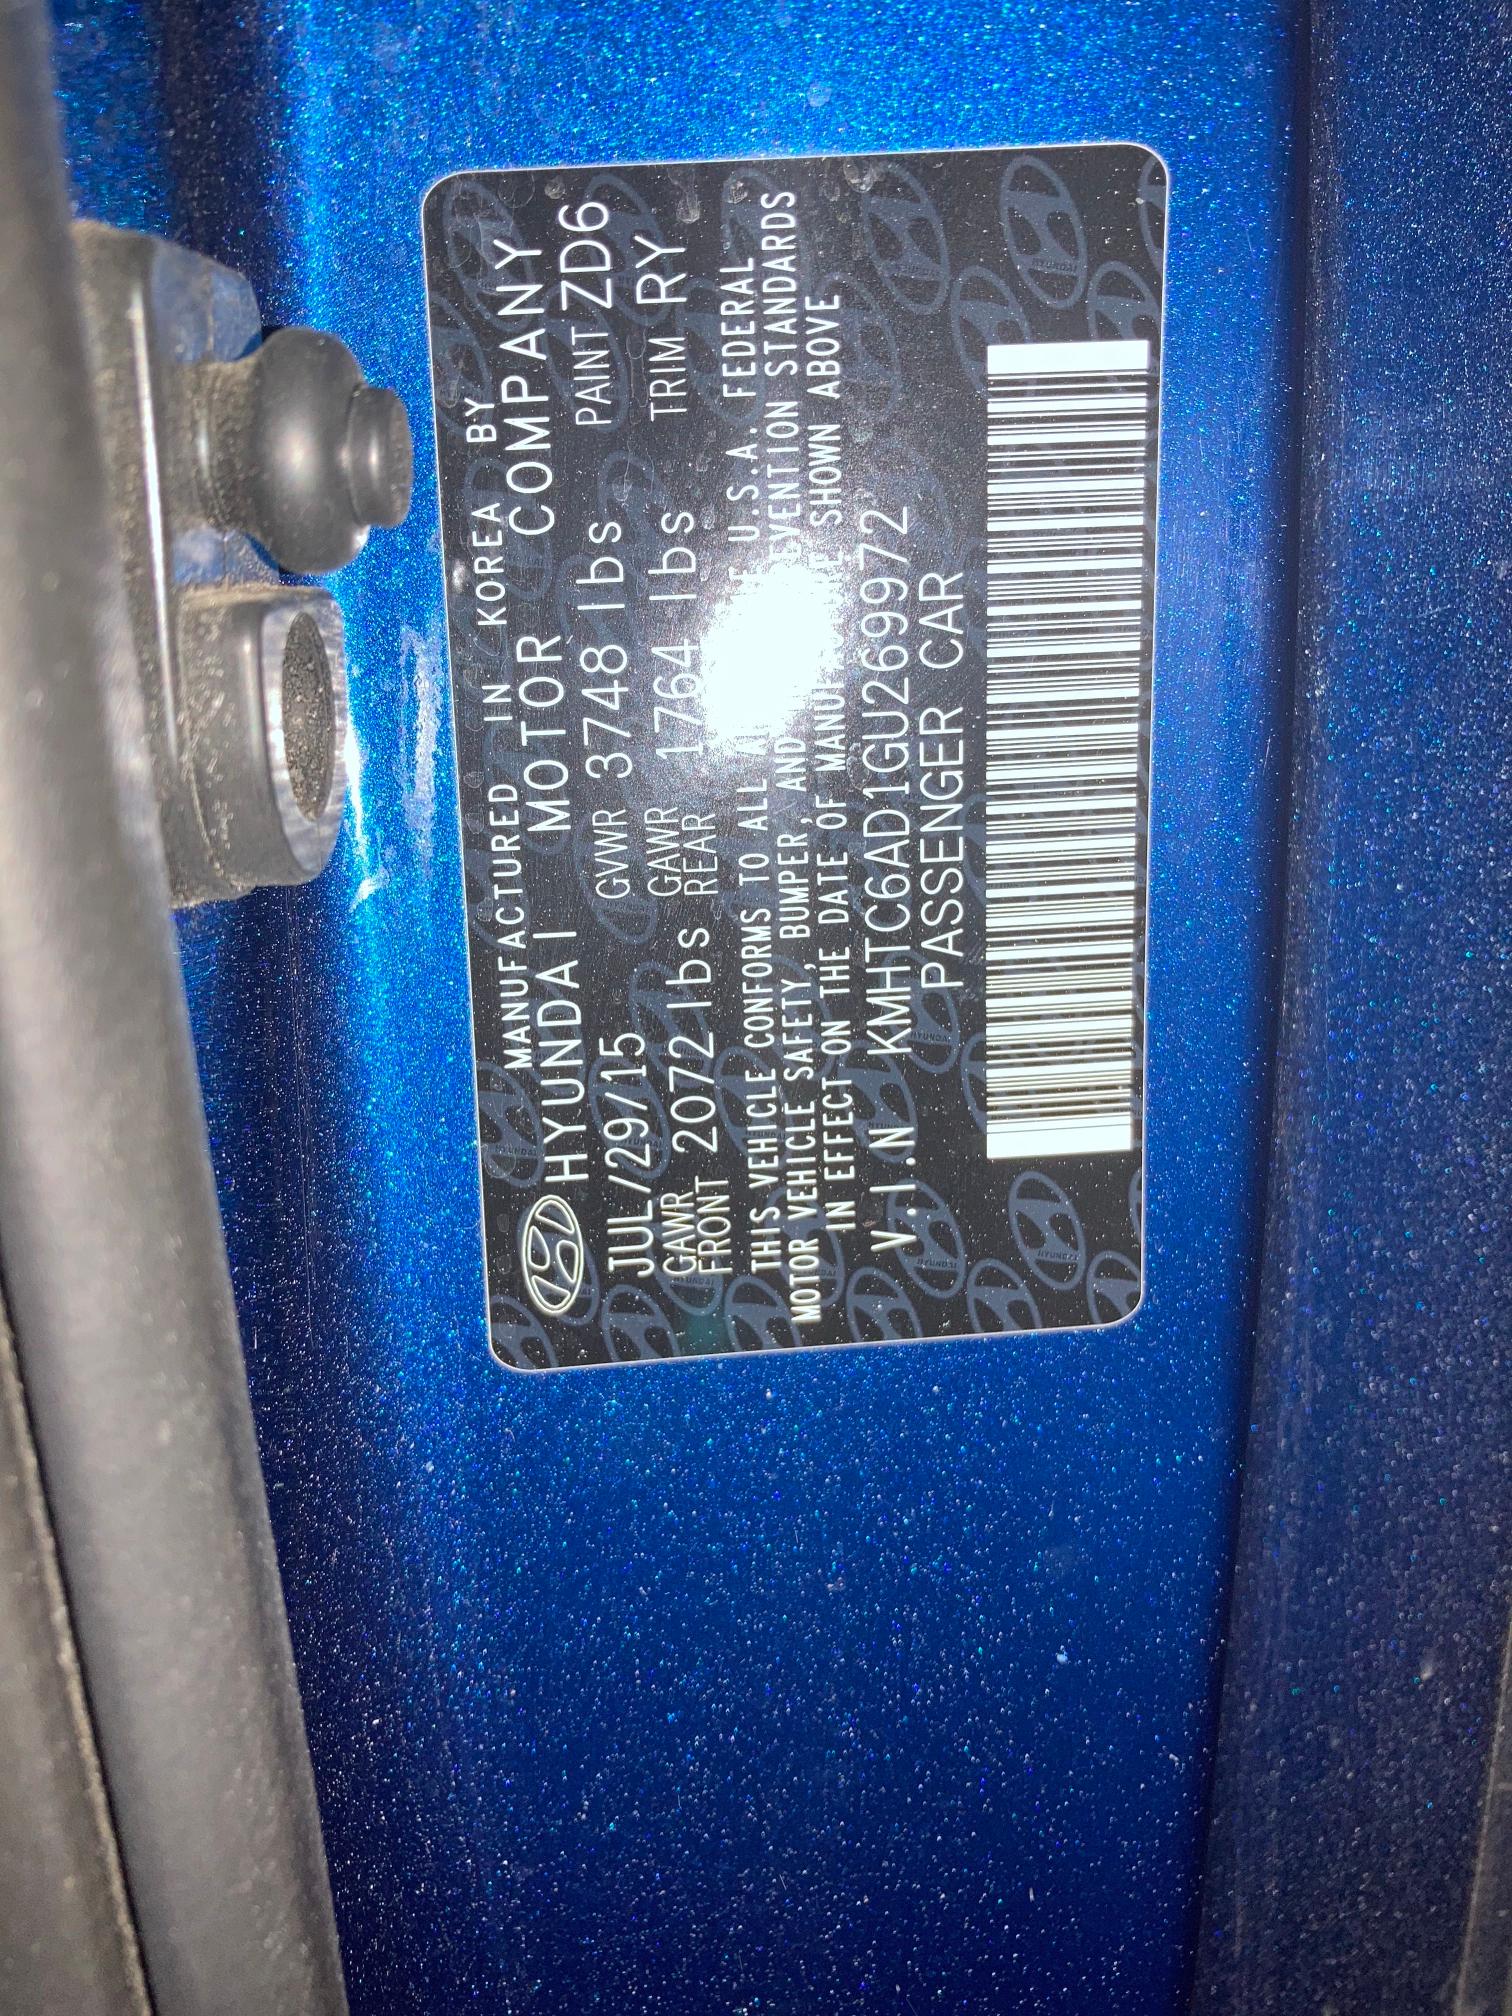 MANUFACTURED IN KOREA BY
HYUNDAI MOTOR COMPANY
JUL/29/15 GVWR 3748 lbs PAINT ZD6
GAWR FRONT 2072 lbs GAWR REAR 1764 lbs TRIM RY
THIS VEHICLE CONFORMS TO ALL U.S.A. FEDERAL
MOTOR VEHICLE SAFETY, BUMPER, AND STANDARDS
IN EFFECT ON THE DATE OF SHOWN ABOVE
V.I.N KMHTC6AD1GU269972
PASSENGER CAR